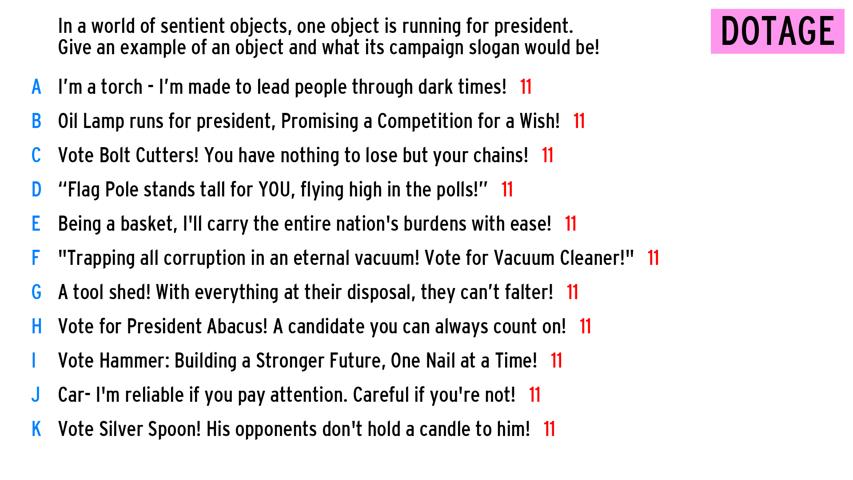 In a world of sentient objects, one object is running for president.
Give an example of an object and what its campaign slogan would be!
DOTAGE
A I’m a torch - I’m made to lead people through dark times! 11
B Oil Lamp runs for president, Promising a Competition for a Wish! 11
C Vote Bolt Cutters! You have nothing to lose but your chains! 11
D “Flag Pole stands tall for YOU, flying high in the polls!” 11
E Being a basket, I'll carry the entire nation's burdens with ease! 11
F "Trapping all corruption in an eternal vacuum! Vote for Vacuum Cleaner!" 11
G A tool shed! With everything at their disposal, they can’t falter! 11
H Vote for President Abacus! A candidate you can always count on! 11
I Vote Hammer: Building a Stronger Future, One Nail at a Time! 11
J Car- I'm reliable if you pay attention. Careful if you're not! 11
K Vote Silver Spoon! His opponents don't hold a candle to him! 11